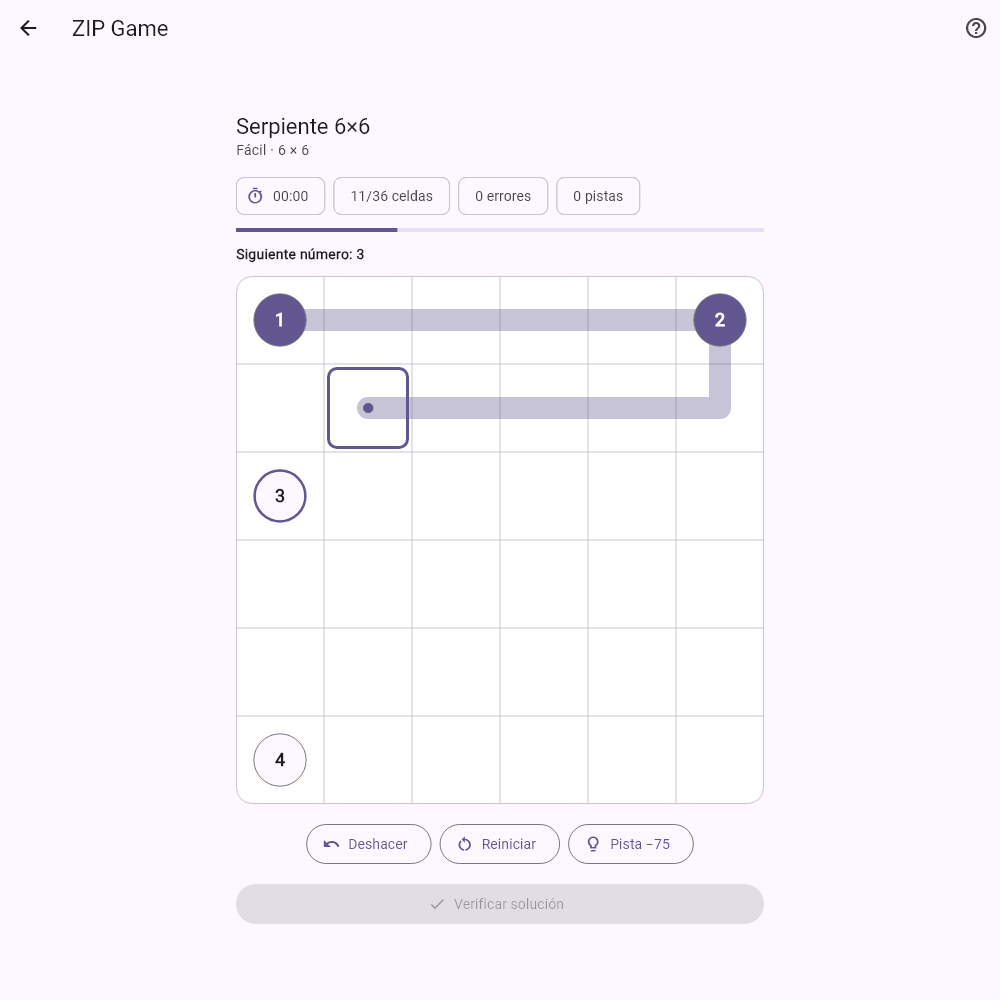 ZIP Game
Serpiente 6×6
Fácil · 6 × 6
00:00
11/36 celdas
0 errores
0 pistas
Siguiente número: 3
1
2
3
4
Deshacer
Reiniciar
Pista −75
Verificar solución